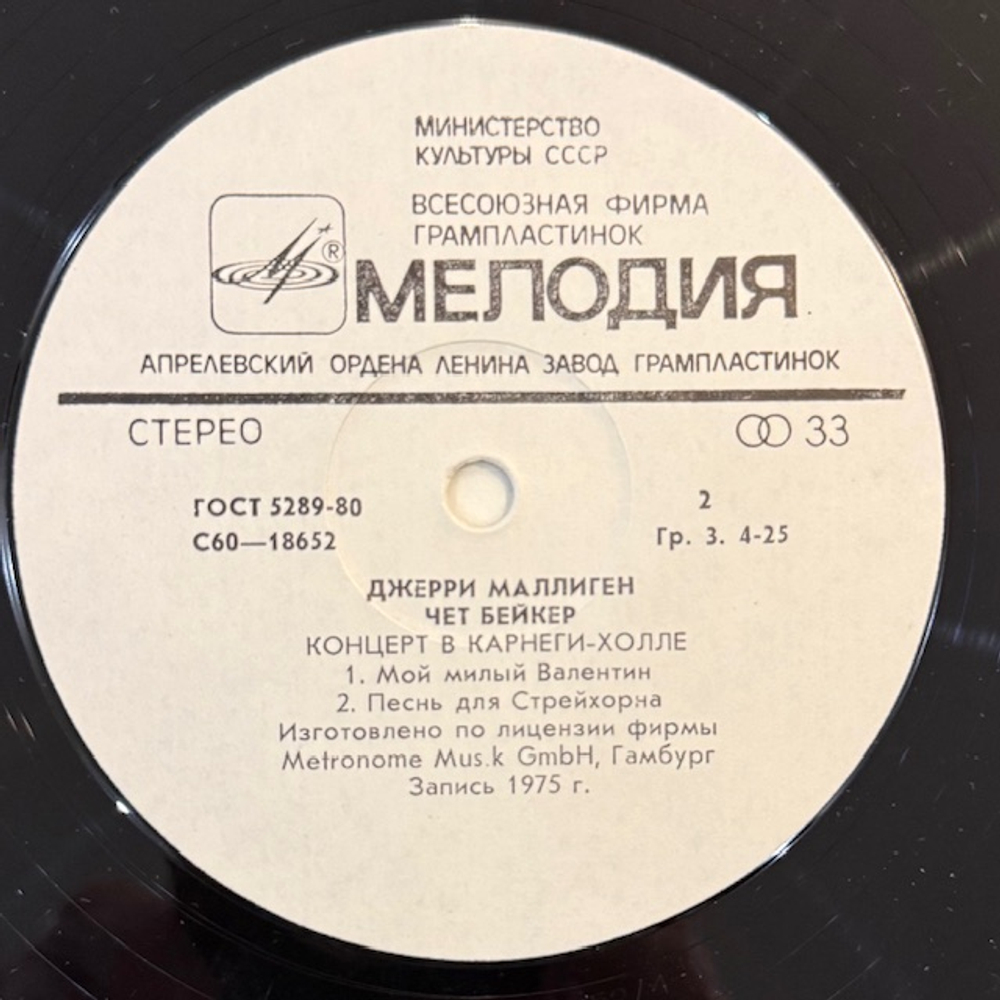 МИНИСТЕРСТВО
КУЛЬТУРЫ СССР
ВСЕСОЮЗНАЯ ФИРМА
ГРАМПЛАСТИНОК
®
МЕЛОДИЯ
АПРЕЛЕВСКИЙ ОРДЕНА ЛЕНИНА ЗАВОД ГРАМПЛАСТИНОК
СТЕРЕО 33
ГОСТ 5289-80 2
С60—18652 Гр. 3. 4-25
ДЖЕРРИ МАЛЛИГЕН
ЧЕТ БЕЙКЕР
КОНЦЕРТ В КАРНЕГИ-ХОЛЛЕ
1. Мой милый Валентин
2. Песнь для Стрейхорна
Изготовлено по лицензии фирмы
Metronome Mus.k GmbH, Гамбург
Запись 1975 г.